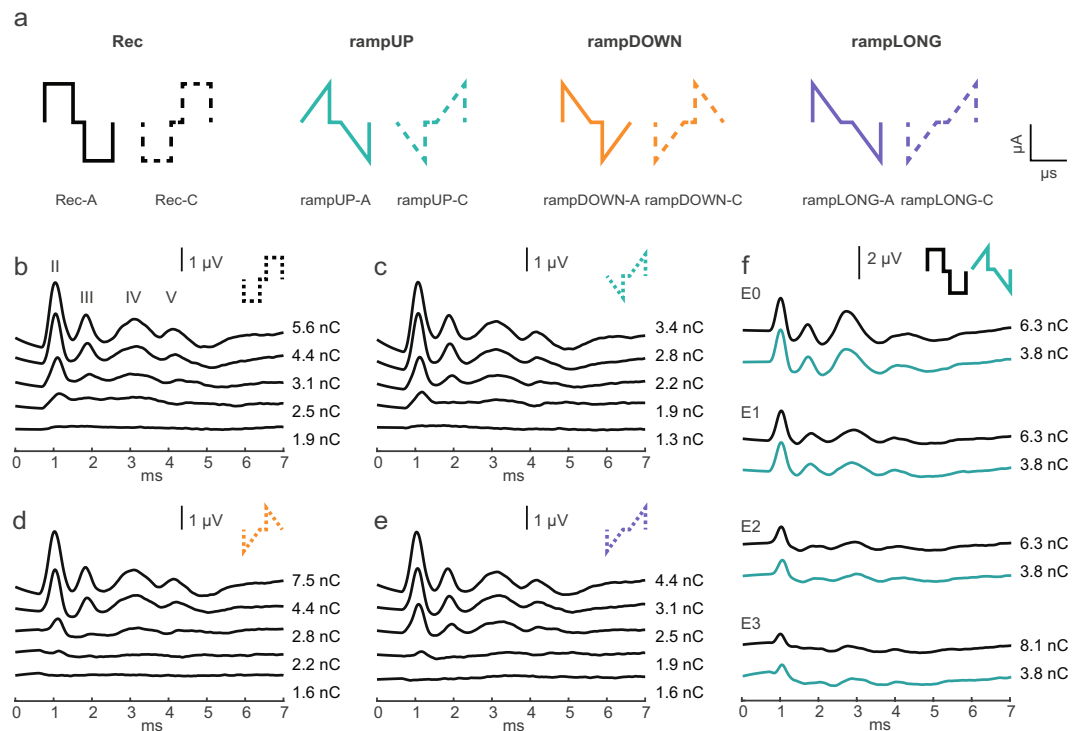 a
Rec rampUP rampDOWN rampLONG
µA
µs
Rec-A Rec-C rampUP-A rampUP-C rampDOWN-A rampDOWN-C rampLONG-A rampLONG-C
b
1 µV
II
III IV V
5.6 nC
4.4 nC
3.1 nC
2.5 nC
1.9 nC
0 1 2 3 4 5 6 7
ms
c
1 µV
3.4 nC
2.8 nC
2.2 nC
1.9 nC
1.3 nC
0 1 2 3 4 5 6 7
ms
d
1 µV
7.5 nC
4.4 nC
2.8 nC
2.2 nC
1.6 nC
0 1 2 3 4 5 6 7
ms
e
1 µV
4.4 nC
3.1 nC
2.5 nC
1.9 nC
1.6 nC
0 1 2 3 4 5 6 7
ms
f
2 µV
E0
6.3 nC
3.8 nC
E1
6.3 nC
3.8 nC
E2
6.3 nC
3.8 nC
E3
8.1 nC
3.8 nC
0 1 2 3 4 5 6 7
ms